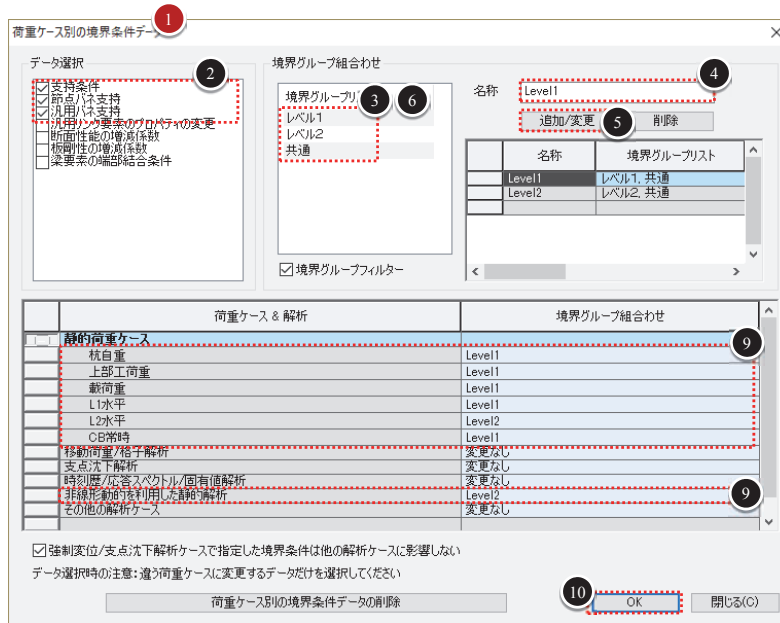 荷重ケース別の境界条件データ
1
データ選択
2
支持条件
節点バネ支持
汎用バネ支持
汎用リンク要素のプロパティの変更
断面性能の増減係数
板剛性の増減係数
梁要素の端部結合条件
境界グループ組合わせ
境界グループリ
3
6
レベル1
レベル2
共通
境界グループフィルター
名称
Level1
4
追加/変更
5
削除
名称 境界グループリスト
Level1 レベル1, 共通
Level2 レベル2, 共通
荷重ケース & 解析 境界グループ組合わせ
静的荷重ケース
9
杭自重 Level1
上部工荷重 Level1
載荷重 Level1
L1水平 Level1
L2水平 Level2
CB常時 Level1
移動荷重/格子解析 変更なし
支点沈下解析 変更なし
時刻歴/応答スペクトル/固有値解析 変更なし
非線形動的を利用した静的解析 Level2
9
その他の解析ケース 変更なし
強制変位/支点沈下解析ケースで指定した境界条件は他の解析ケースに影響しない
データ選択時の注意:違う荷重ケースに変更するデータだけを選択してください
荷重ケース別の境界条件データの削除
10
OK
閉じる(C)